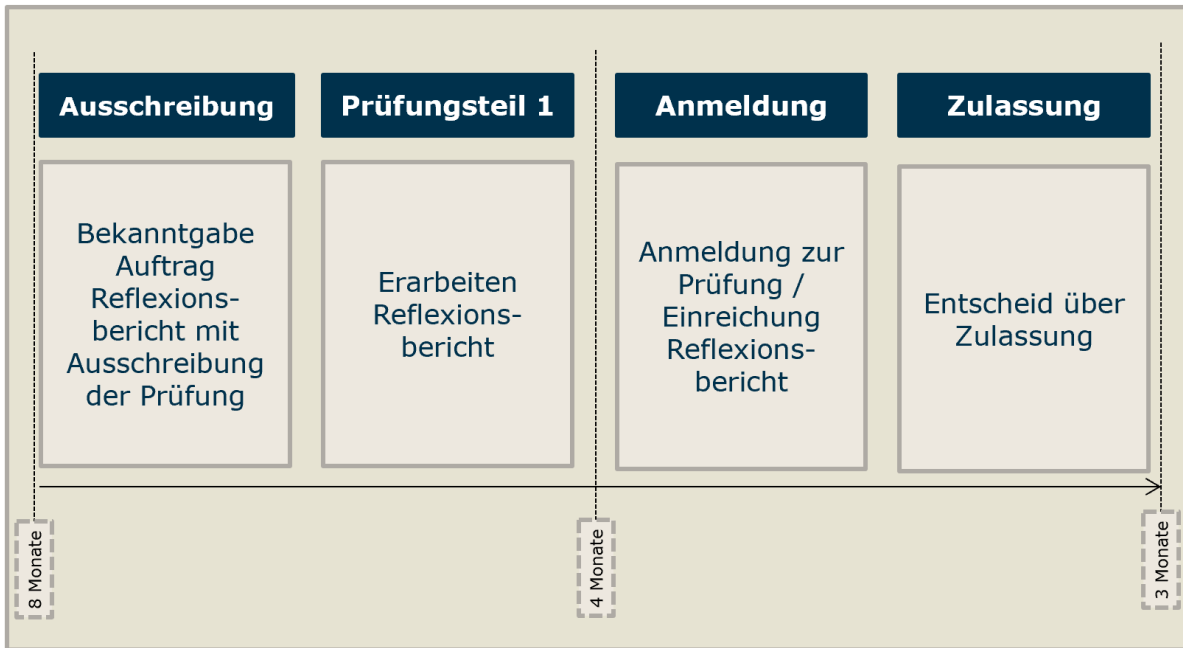 Ausschreibung
Prüfungsteil 1
Anmeldung
Zulassung
Bekanntgabe
Auftrag
Reflexions-
bericht mit
Ausschreibung
der Prüfung
Erarbeiten
Reflexions-
bericht
Anmeldung zur
Prüfung /
Einreichung
Reflexions-
bericht
Entscheid über
Zulassung
8 Monate
4 Monate
3 Monate